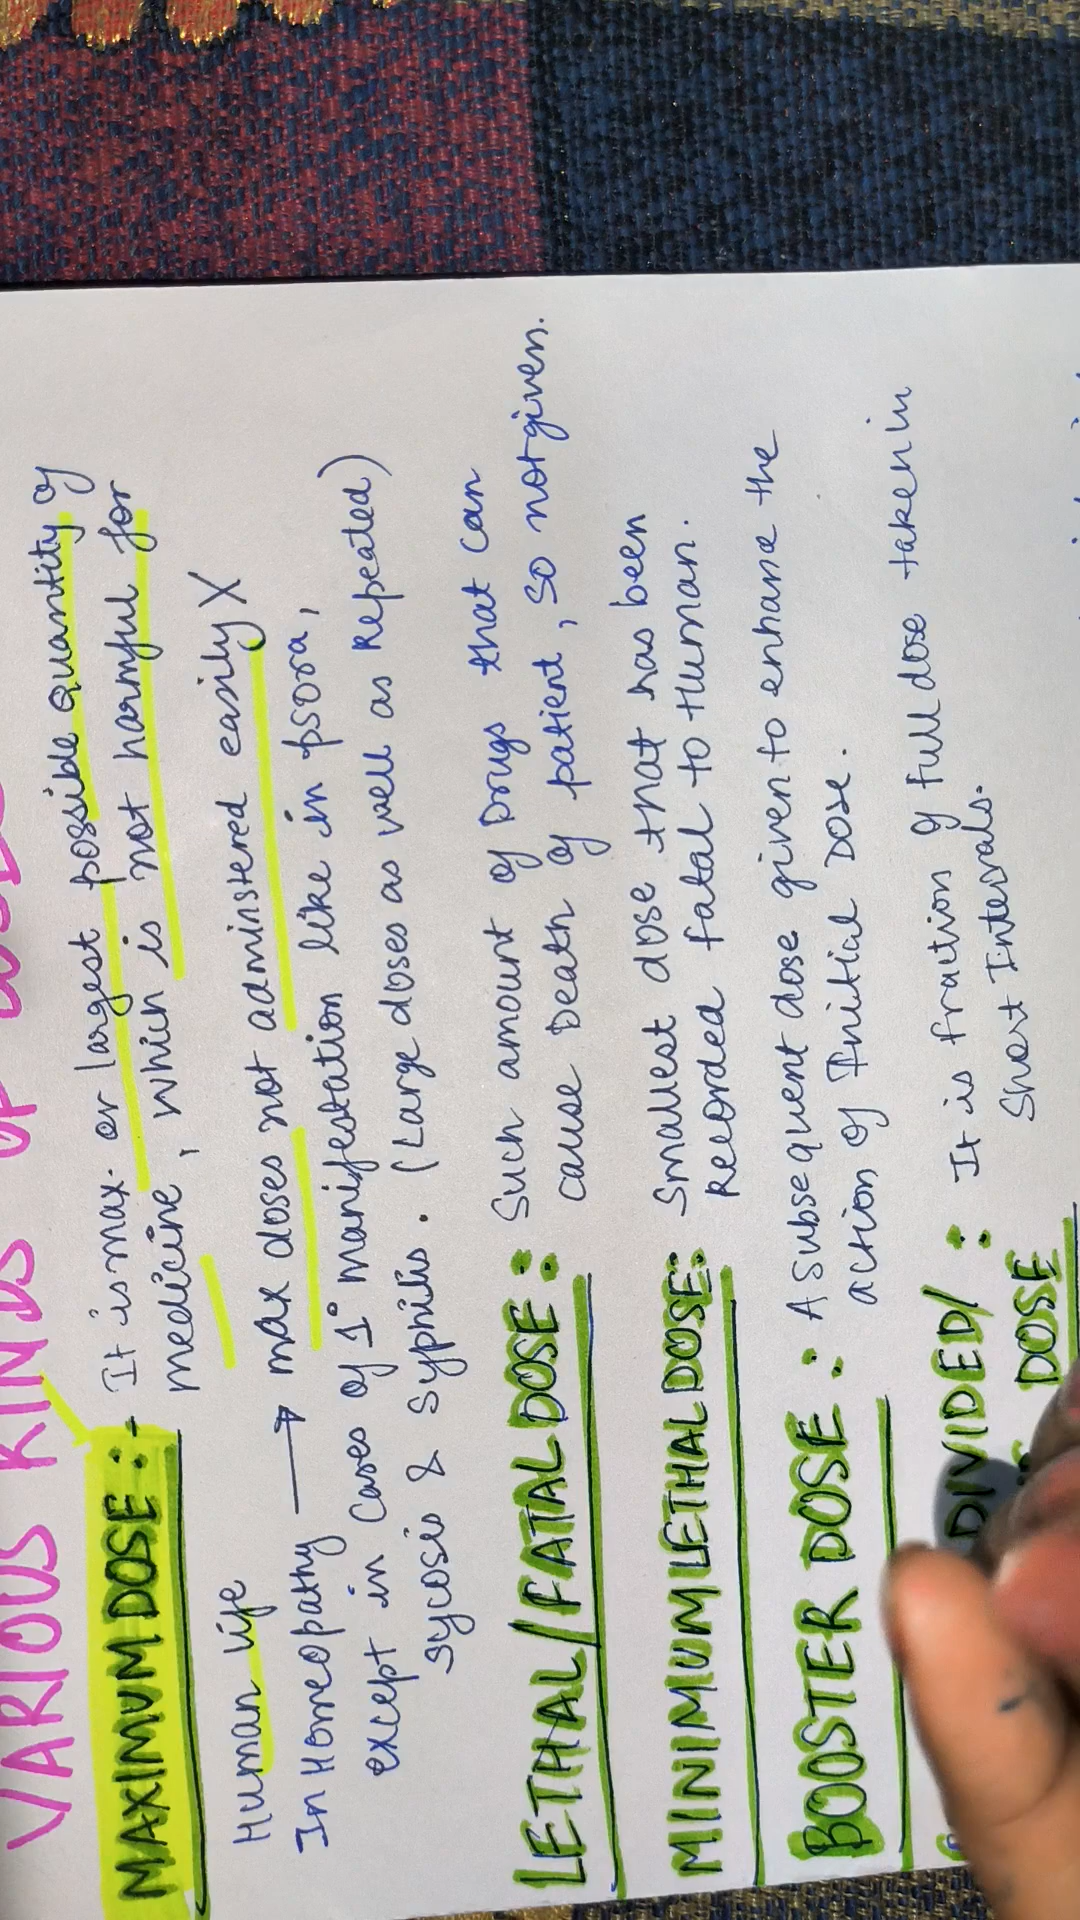 VARIOUS KINDS OF DOSE
MAXIMUM DOSE :- It is max. or largest possible quantity of
medicine, which is not harmful for
Human life
In Homeopathy → max doses not adminstered easily X
except in cases of 1° manifestation like in psora,
sycosis & syphilis. (Large doses as well as Repeated)
LETHAL/FATAL DOSE : Such amount of Drugs that can
cause Death of patient, so not given.
MINIMUM LETHAL DOSE: Smallest dose that has been
Recorded fatal to Human.
BOOSTER DOSE : A subsequent dose given to enhance the
action of Initial Dose.
DIVIDED/ : It is fraction of full dose taken in
DOSE Short Intervals.